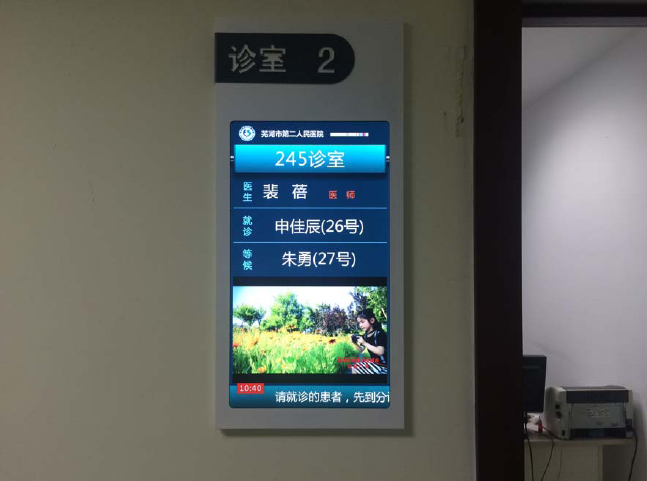 诊室 2
芜湖市第二人民医院
245诊室
医生 裴 蓓 医 师
就诊 申佳辰(26号)
等候 朱勇(27号)
10:40
请就诊的患者，先到分